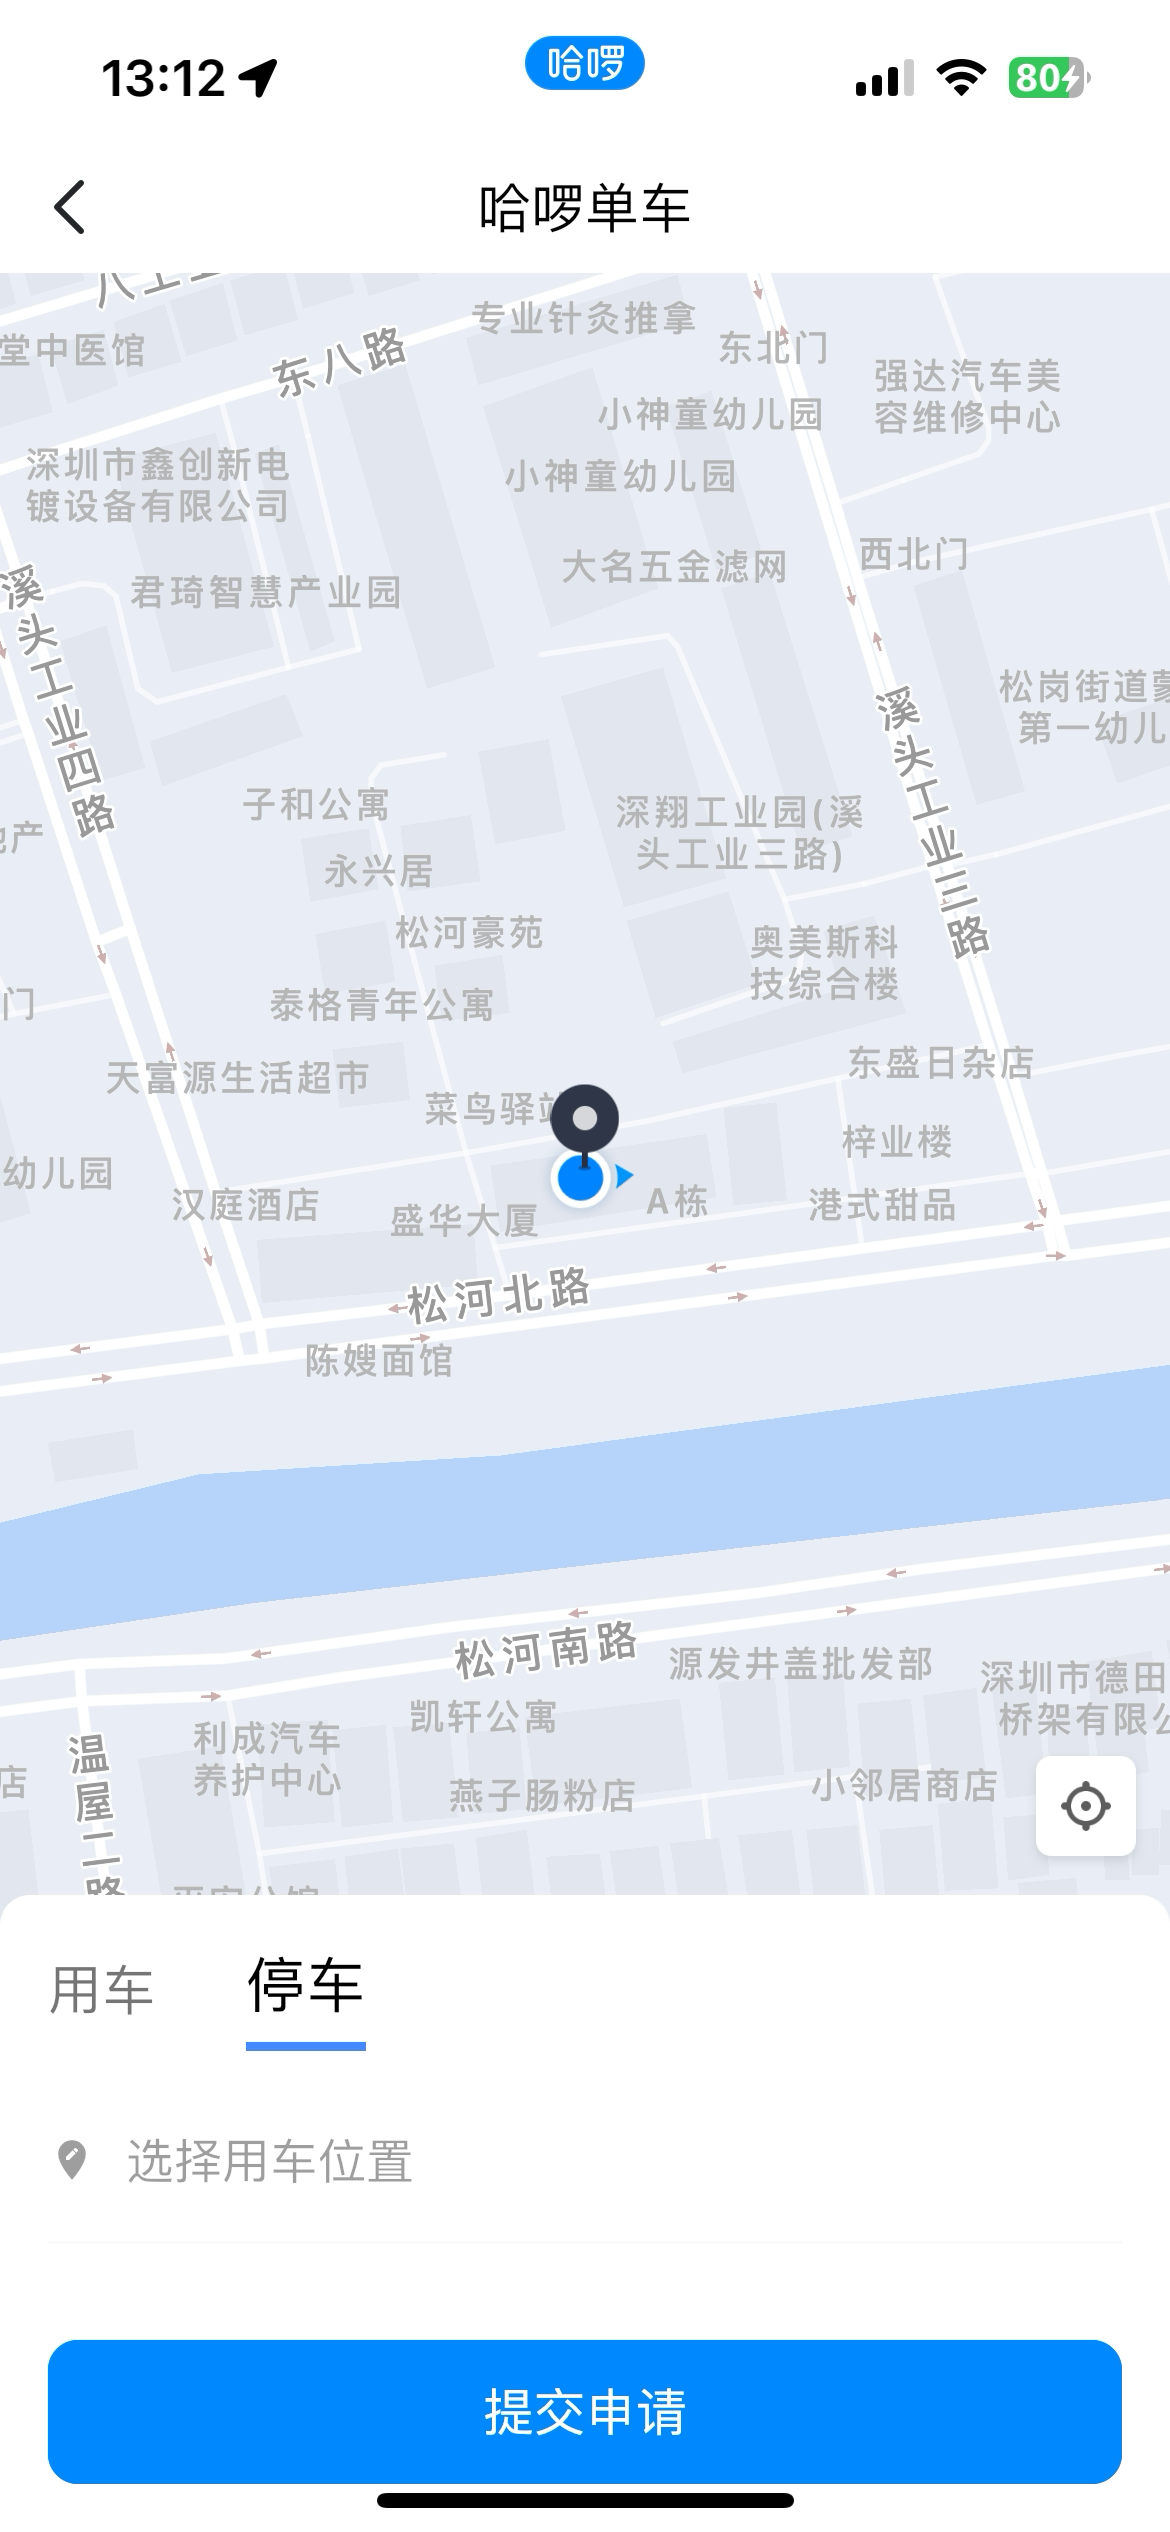 13:12
哈啰
80
哈啰单车
专业针灸推拿
堂中医馆
东八路
东北门
强达汽车美
容维修中心
小神童幼儿园
深圳市鑫创新电
镀设备有限公司
小神童幼儿园
大名五金滤网
西北门
君琦智慧产业园
溪头工业四路
松岗街道蒙
第一幼儿
溪头工业三路
子和公寓
深翔工业园(溪
头工业三路)
产
永兴居
松河豪苑
奥美斯科
技综合楼
门
泰格青年公寓
天富源生活超市
东盛日杂店
菜鸟驿站
梓业楼
幼儿园
汉庭酒店
A栋
港式甜品
盛华大厦
松河北路
陈嫂面馆
松河南路
源发井盖批发部
深圳市德田
桥架有限公
凯轩公寓
利成汽车
养护中心
温屋二路
店
燕子肠粉店
小邻居商店
用车
停车
选择用车位置
提交申请